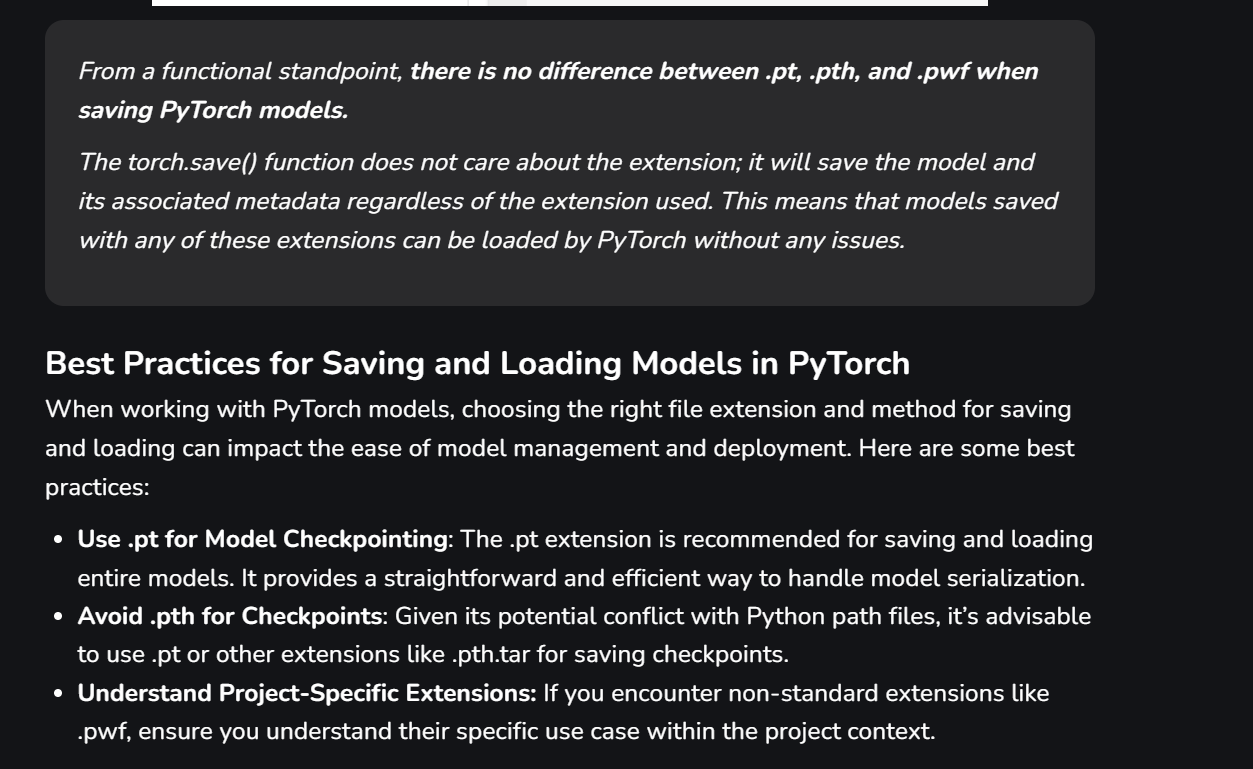 From a functional standpoint, there is no difference between .pt, .pth, and .pwf when
saving PyTorch models.
The torch.save() function does not care about the extension; it will save the model and
its associated metadata regardless of the extension used. This means that models saved
with any of these extensions can be loaded by PyTorch without any issues.
Best Practices for Saving and Loading Models in PyTorch
When working with PyTorch models, choosing the right file extension and method for saving
and loading can impact the ease of model management and deployment. Here are some best
practices:
• Use .pt for Model Checkpointing: The .pt extension is recommended for saving and loading
entire models. It provides a straightforward and efficient way to handle model serialization.
• Avoid .pth for Checkpoints: Given its potential conflict with Python path files, it’s advisable
to use .pt or other extensions like .pth.tar for saving checkpoints.
• Understand Project-Specific Extensions: If you encounter non-standard extensions like
.pwf, ensure you understand their specific use case within the project context.